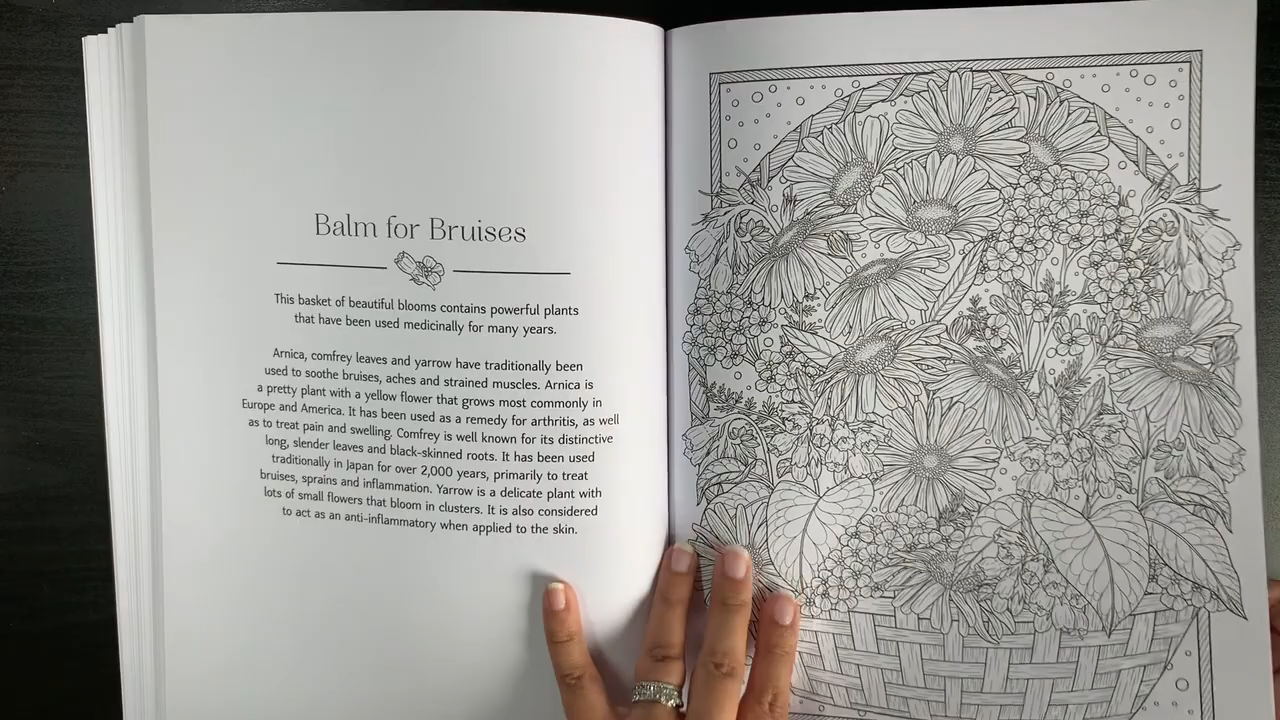 Balm for Bruises
This basket of beautiful blooms contains powerful plants
that have been used medicinally for many years.
Arnica, comfrey leaves and yarrow have traditionally been
used to soothe bruises, aches and strained muscles. Arnica is
a pretty plant with a yellow flower that grows most commonly in
Europe and America. It has been used as a remedy for arthritis, as well
as to treat pain and swelling. Comfrey is well known for its distinctive
long, slender leaves and black-skinned roots. It has been used
traditionally in Japan for over 2,000 years, primarily to treat
bruises, sprains and inflammation. Yarrow is a delicate plant with
lots of small flowers that bloom in clusters. It is also considered
to act as an anti-inflammatory when applied to the skin.